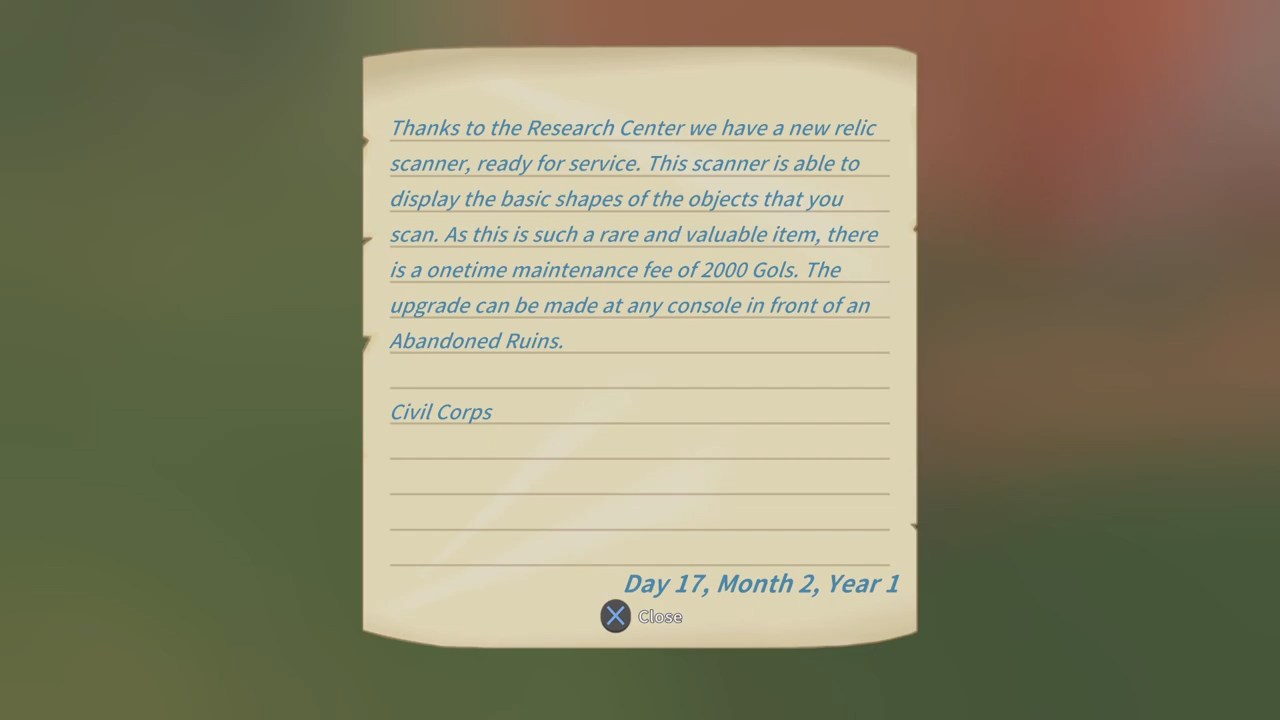 Thanks to the Research Center we have a new relic
scanner, ready for service. This scanner is able to
display the basic shapes of the objects that you
scan. As this is such a rare and valuable item, there
is a onetime maintenance fee of 2000 Gols. The
upgrade can be made at any console in front of an
Abandoned Ruins.
Civil Corps
Day 17, Month 2, Year 1
Close